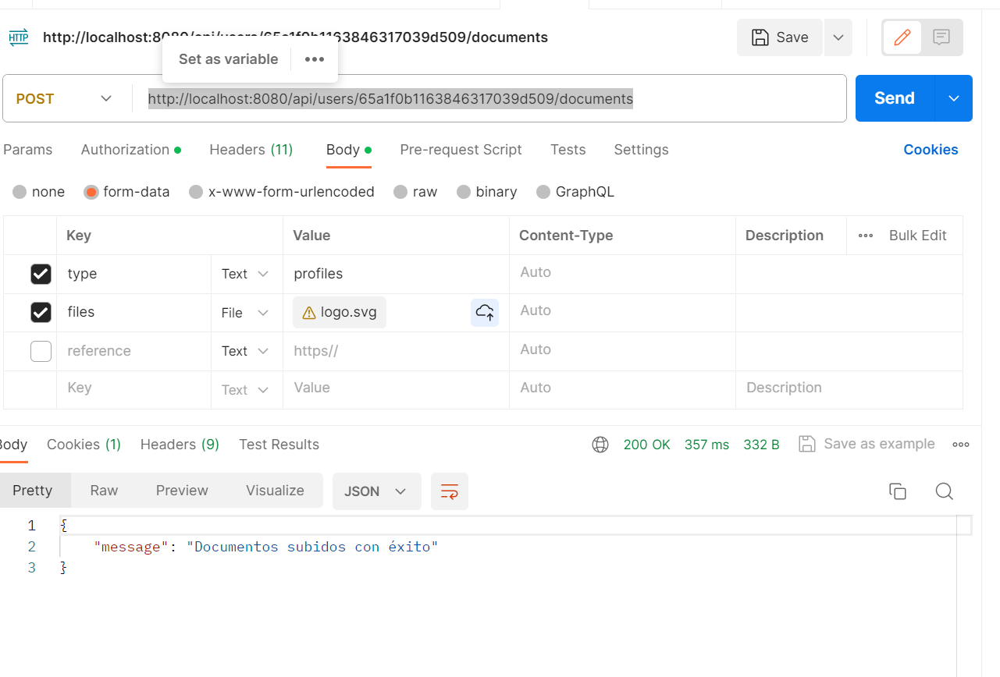 HTTP http://localhost:8080/api/users/65a1f0b1163846317039d509/documents Save
Set as variable
POST http://localhost:8080/api/users/65a1f0b1163846317039d509/documents Send
Params Authorization Headers (11) Body Pre-request Script Tests Settings Cookies
none form-data x-www-form-urlencoded raw binary GraphQL
Key Value Content-Type Description Bulk Edit
type Text profiles Auto
files File logo.svg Auto
reference Text https// Auto
Key Text Value Auto Description
Body Cookies (1) Headers (9) Test Results 200 OK 357 ms 332 B Save as example
Pretty Raw Preview Visualize JSON
1 {
2 "message": "Documentos subidos con éxito"
3 }